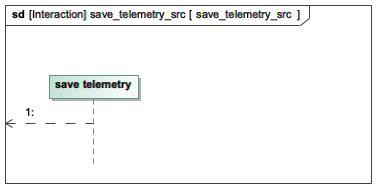 sd [Interaction] save_telemetry_src [ save_telemetry_src ]
save telemetry
1: